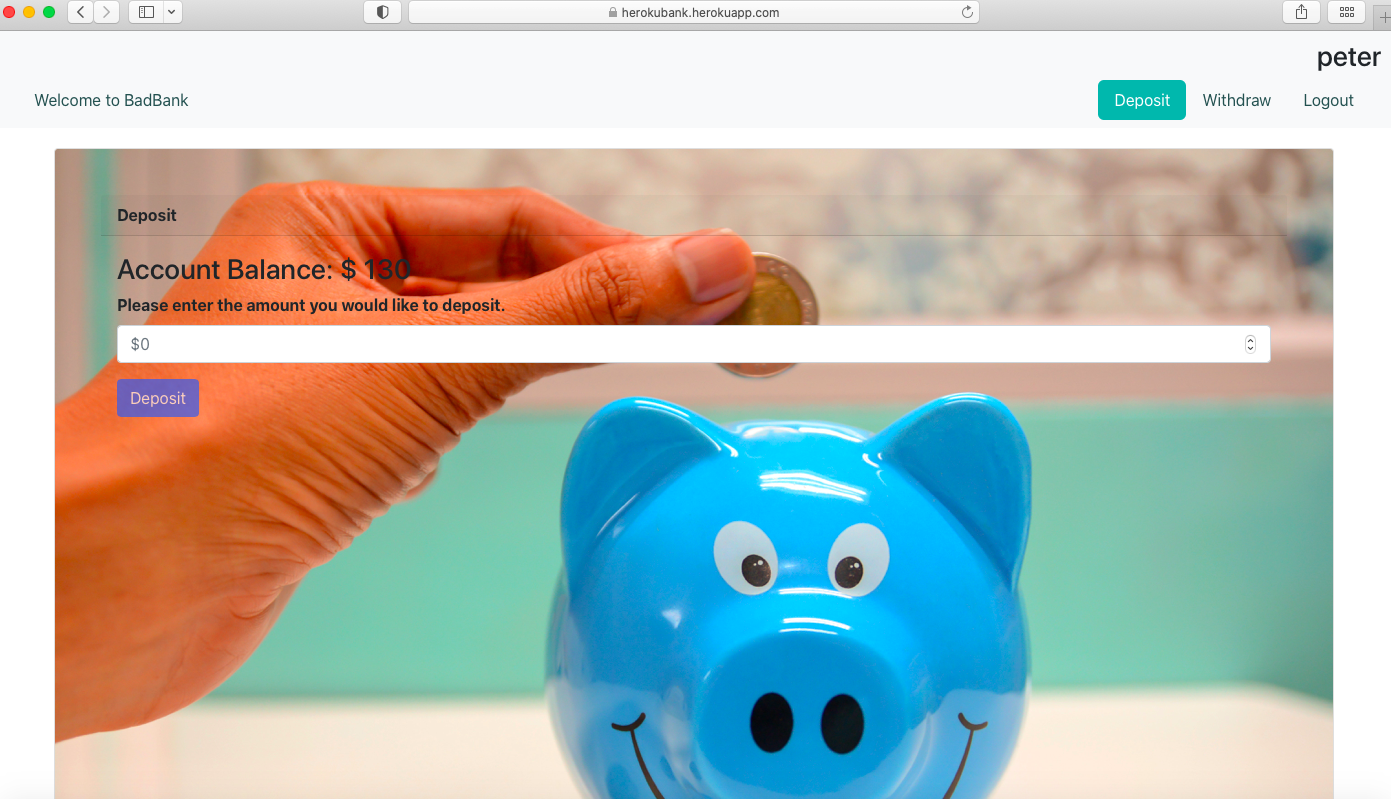 herokubank.herokuapp.com
peter
Welcome to BadBank
Deposit
Withdraw
Logout
Deposit
Account Balance: $ 130
Please enter the amount you would like to deposit.
$0
Deposit